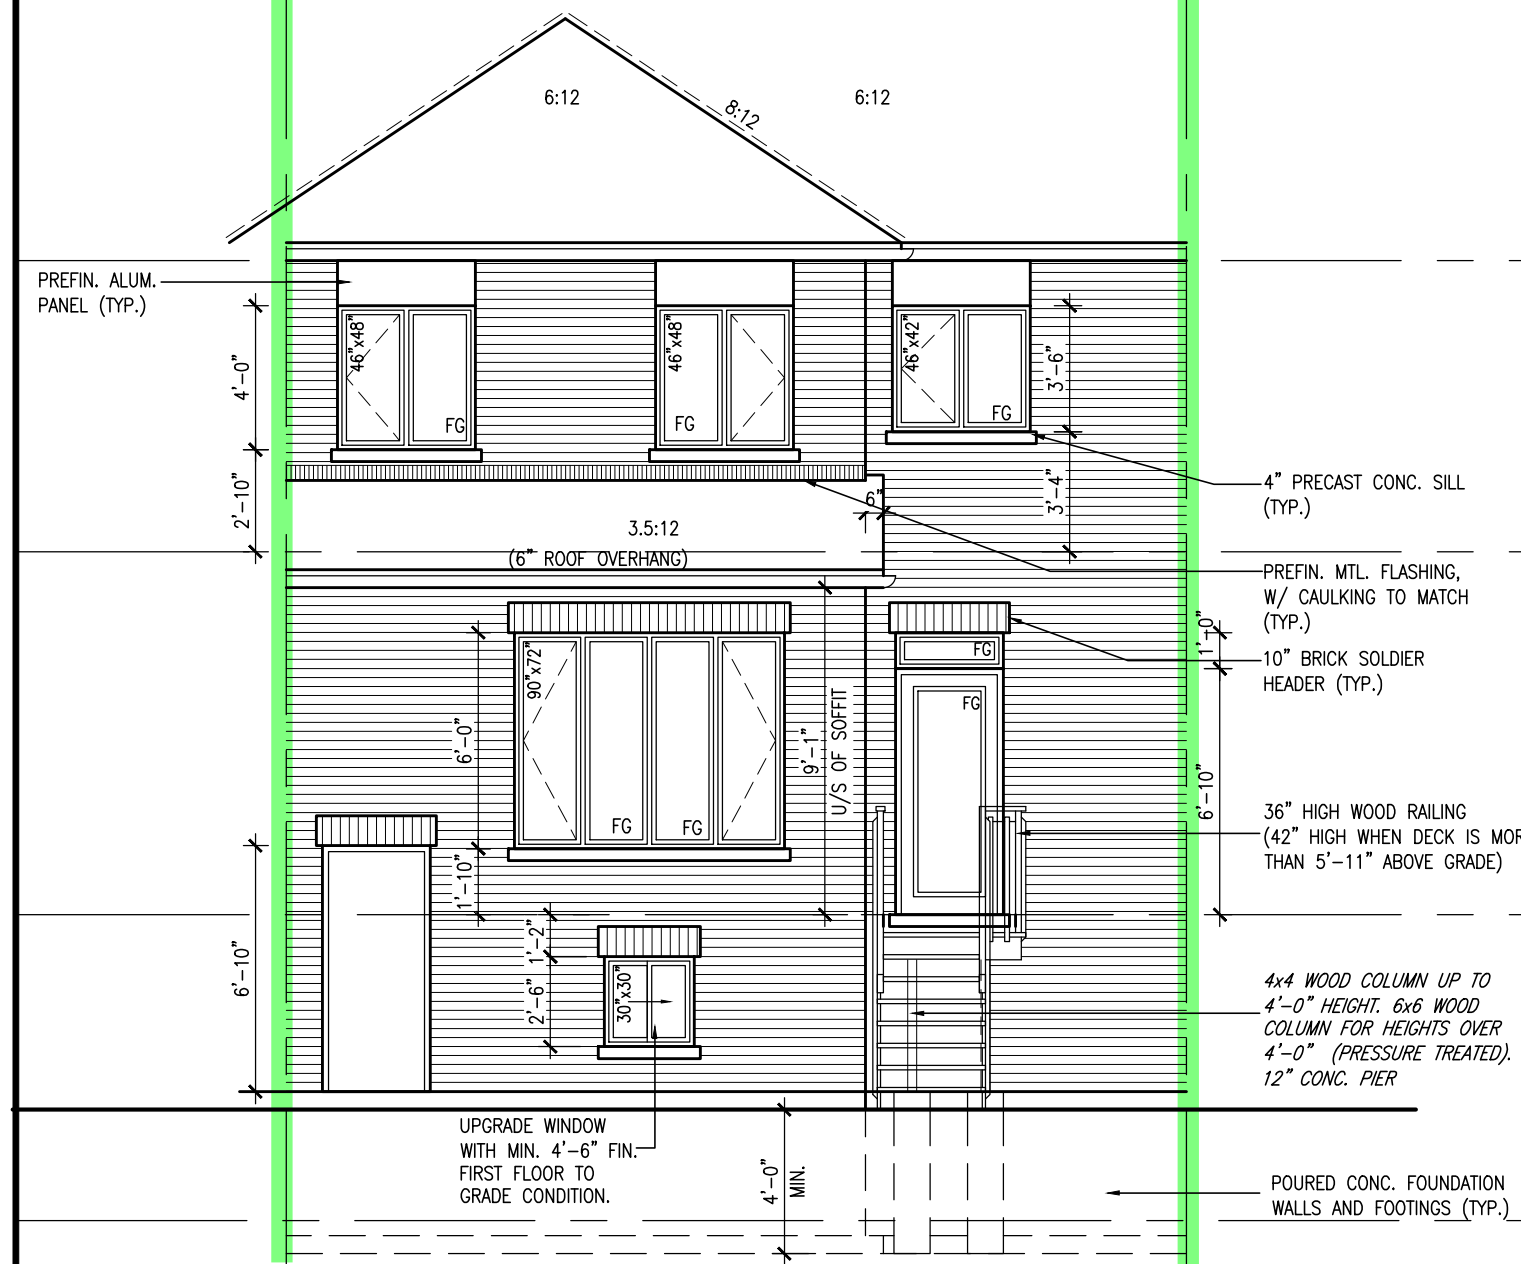 6:12
8:12
6:12
PREFIN. ALUM.
PANEL (TYP.)
46"x48"
FG
46"x48"
FG
46"x42"
FG
4'-0"
3'-6"
2'-10"
3'-4"
4" PRECAST CONC. SILL
(TYP.)
6"
3.5:12
(6" ROOF OVERHANG)
PREFIN. MTL. FLASHING,
W/ CAULKING TO MATCH
(TYP.)
1'-0"
10" BRICK SOLDIER
HEADER (TYP.)
90"x72"
FG
FG
FG
FG
6'-0"
9'-1"
U/S OF SOFFIT
6'-10"
36" HIGH WOOD RAILING
(42" HIGH WHEN DECK IS MOR
THAN 5'-11" ABOVE GRADE)
1'-10"
1'-2"
6'-10"
2'-6"
30"x30"
4x4 WOOD COLUMN UP TO
4'-0" HEIGHT. 6x6 WOOD
COLUMN FOR HEIGHTS OVER
4'-0" (PRESSURE TREATED).
12" CONC. PIER
UPGRADE WINDOW
WITH MIN. 4'-6" FIN.
FIRST FLOOR TO
GRADE CONDITION.
4'-0"
MIN.
POURED CONC. FOUNDATION
WALLS AND FOOTINGS (TYP.)